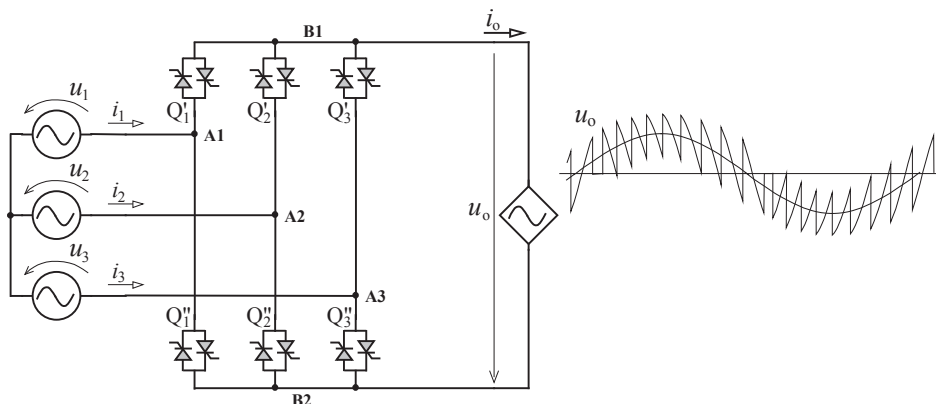 B1
i_o
Q'_1
Q'_2
Q'_3
u_1
i_1
A1
u_o
u_2
i_2
A2
u_o
u_3
i_3
A3
Q''_1
Q''_2
Q''_3
B2